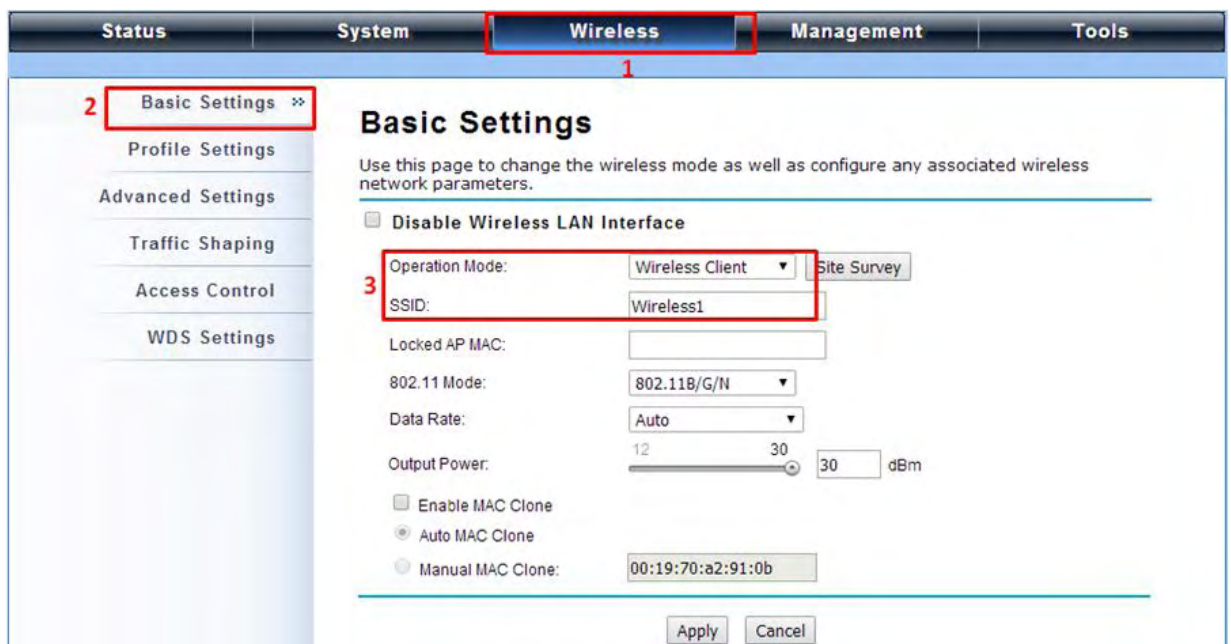 Status System Wireless Management Tools
1
2 Basic Settings »
Profile Settings
Advanced Settings
Traffic Shaping
Access Control
WDS Settings
Basic Settings
Use this page to change the wireless mode as well as configure any associated wireless
network parameters.
Disable Wireless LAN Interface
3
Operation Mode: Wireless Client Site Survey
SSID: Wireless1
Locked AP MAC:
802.11 Mode: 802.11B/G/N
Data Rate: Auto
12 30
Output Power: 30 dBm
Enable MAC Clone
Auto MAC Clone
Manual MAC Clone: 00:19:70:a2:91:0b
Apply Cancel